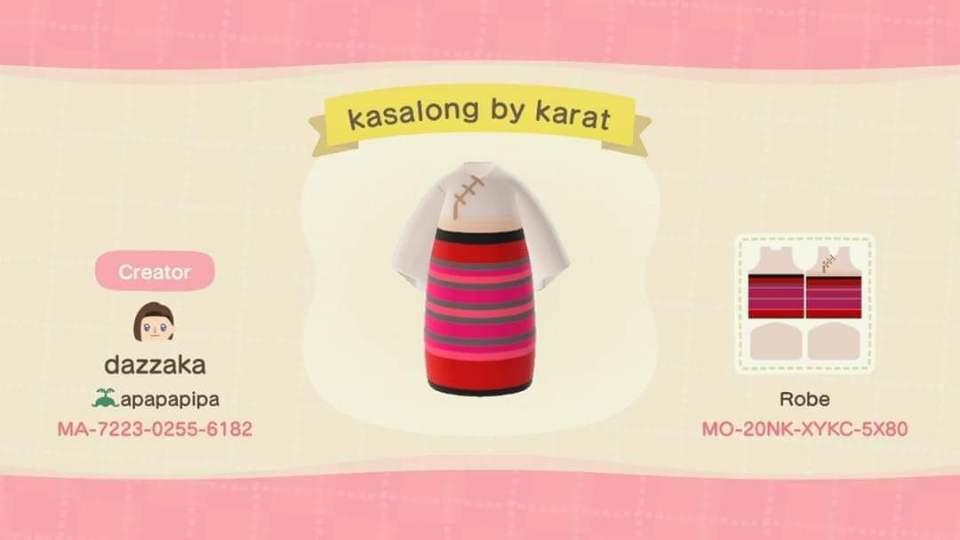 kasalong by karat
Creator
dazzaka
apapapipa
MA-7223-0255-6182
Robe
MO-20NK-XYKC-5X80